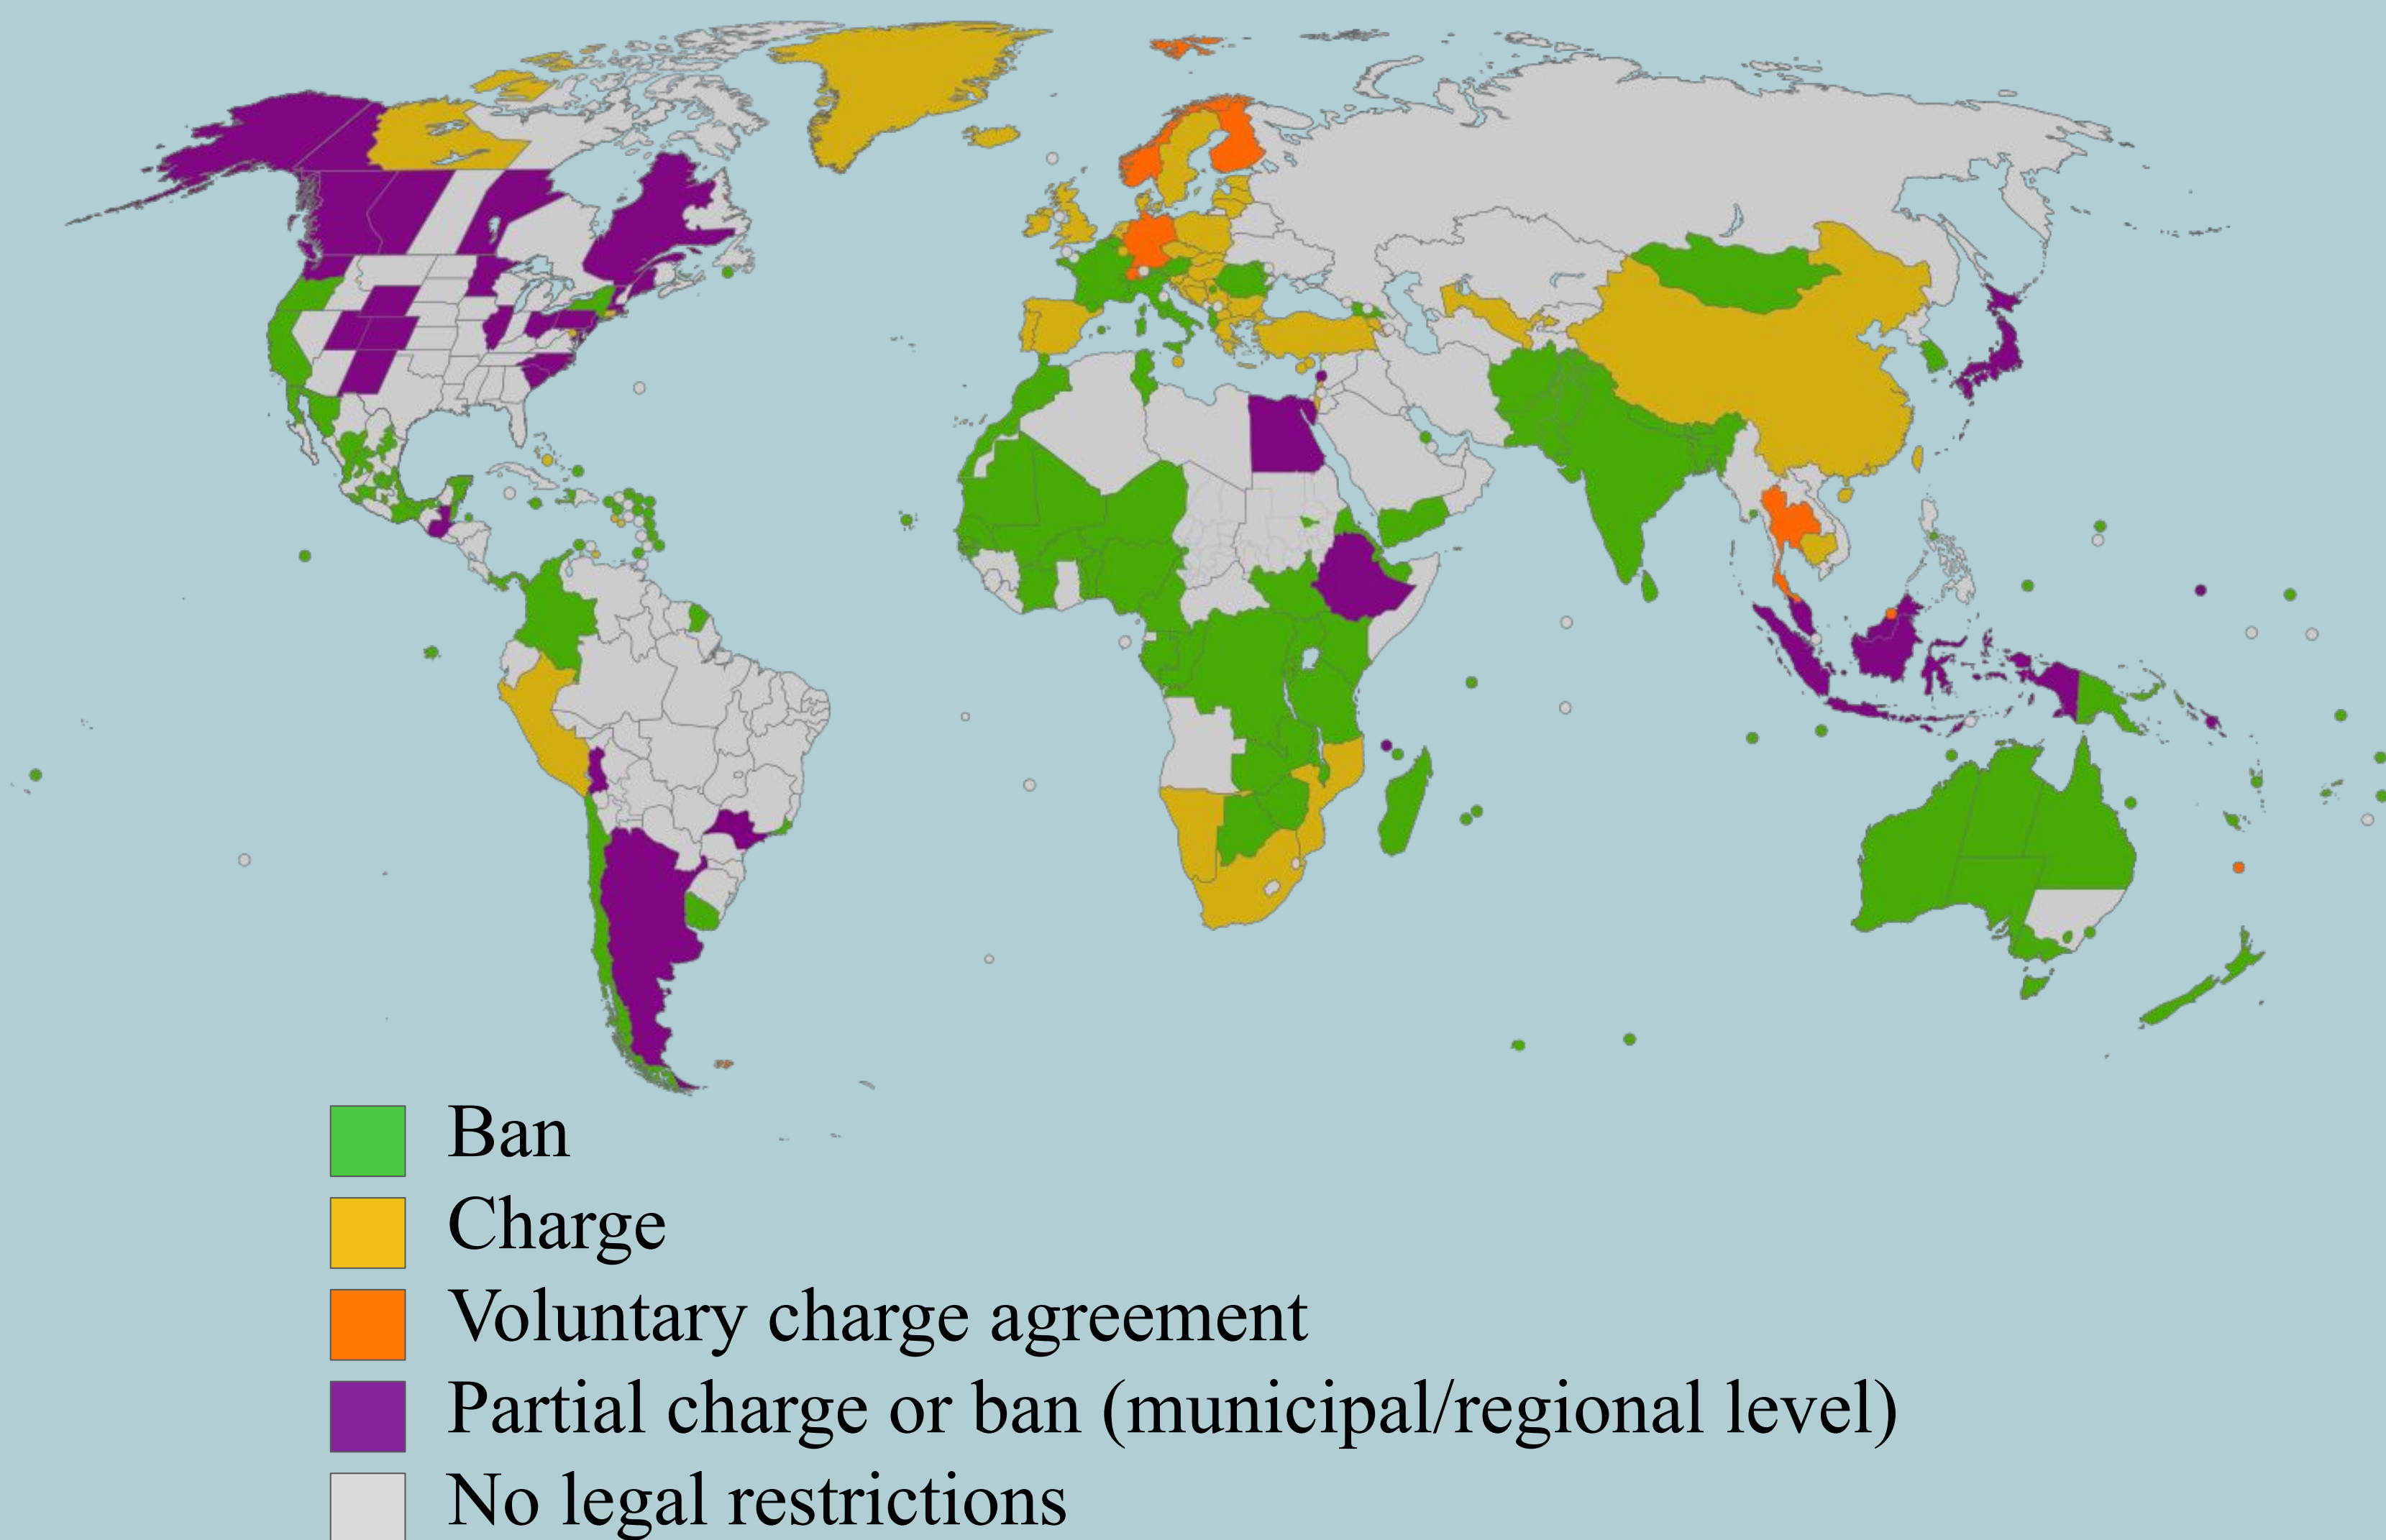 Ban
Charge
Voluntary charge agreement
Partial charge or ban (municipal/regional level)
No legal restrictions